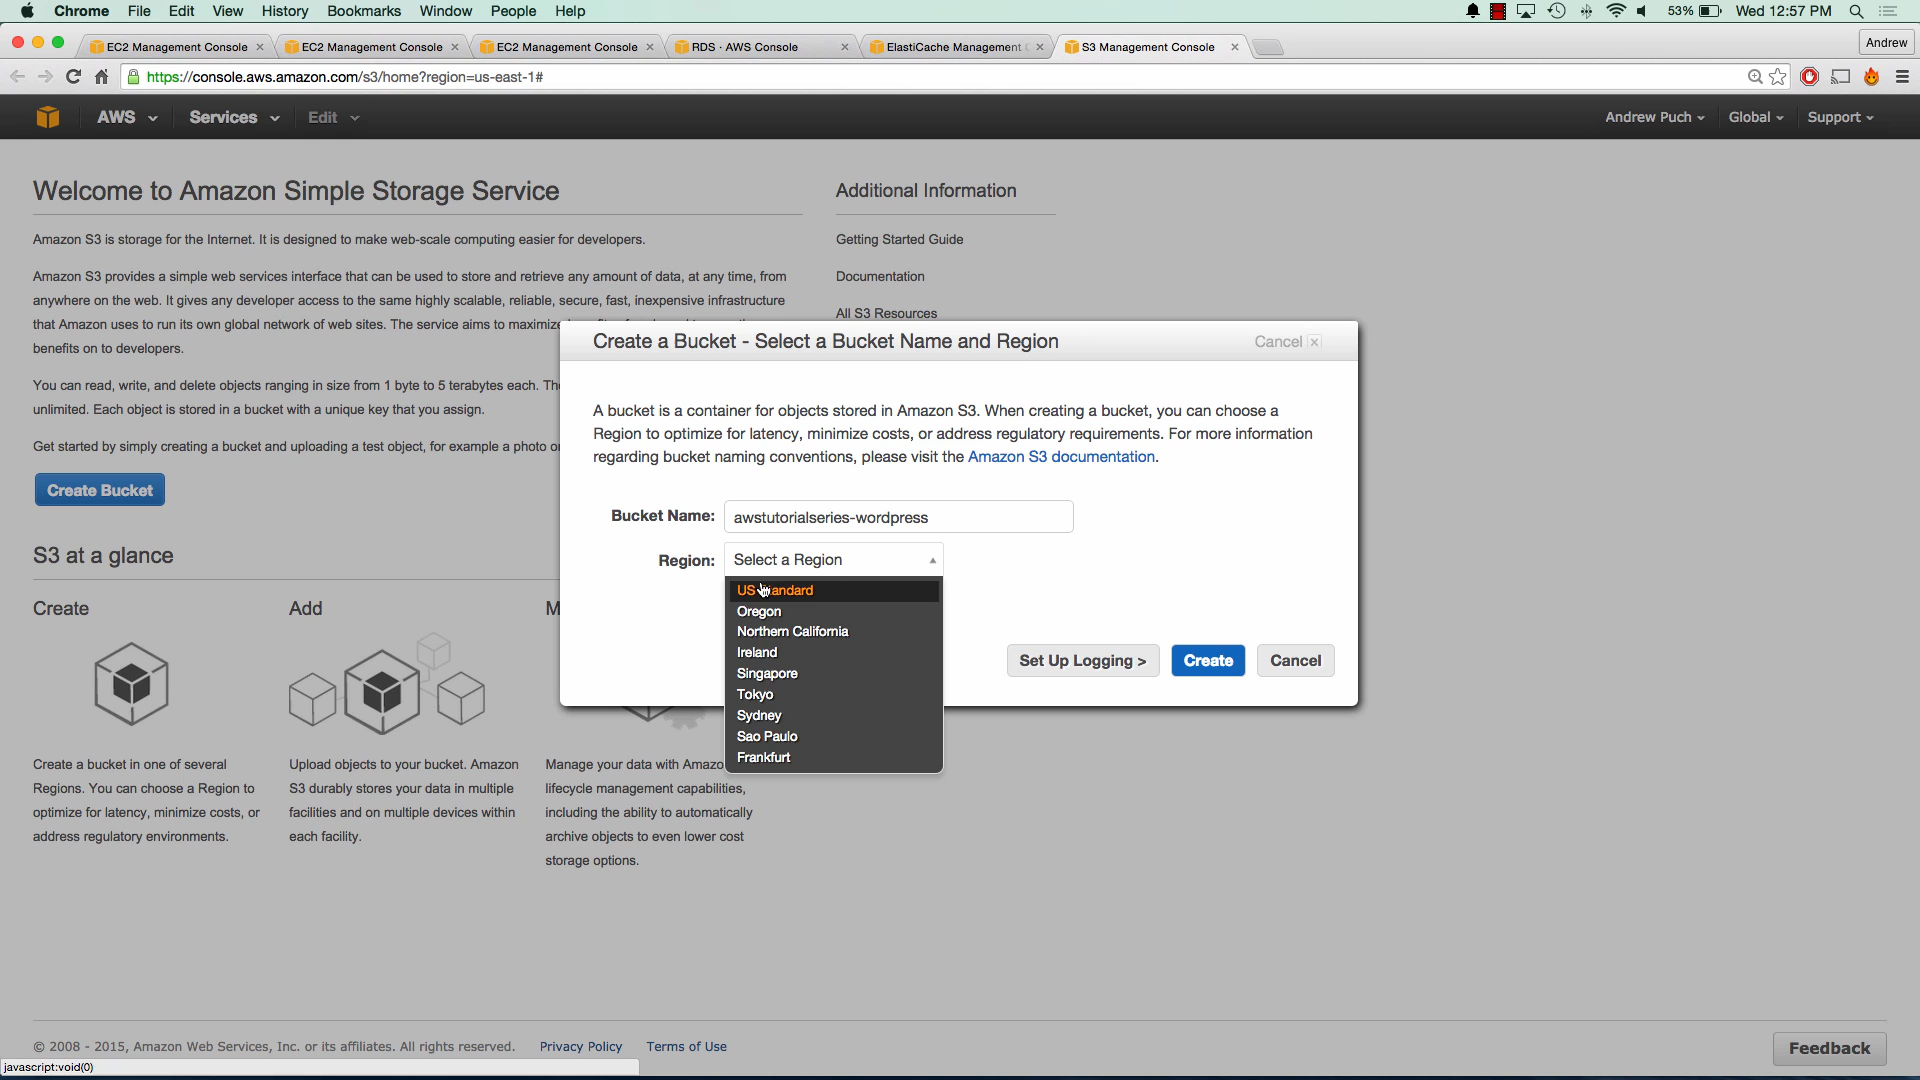 Chrome File Edit View History Bookmarks Window People Help
53% Wed 12:57 PM
EC2 Management Console
EC2 Management Console
EC2 Management Console
RDS · AWS Console
ElastiCache Management
S3 Management Console
Andrew
https://console.aws.amazon.com/s3/home?region=us-east-1#
AWS Services Edit
Andrew Puch Global Support
Welcome to Amazon Simple Storage Service
Amazon S3 is storage for the Internet. It is designed to make web-scale computing easier for developers.
Amazon S3 provides a simple web services interface that can be used to store and retrieve any amount of data, at any time, from
anywhere on the web. It gives any developer access to the same highly scalable, reliable, secure, fast, inexpensive infrastructure
that Amazon uses to run its own global network of web sites. The service aims to maximize
benefits on to developers.
You can read, write, and delete objects ranging in size from 1 byte to 5 terabytes each. Th
unlimited. Each object is stored in a bucket with a unique key that you assign.
Get started by simply creating a bucket and uploading a test object, for example a photo o
Create Bucket
Additional Information
Getting Started Guide
Documentation
All S3 Resources
Create a Bucket - Select a Bucket Name and Region
Cancel
A bucket is a container for objects stored in Amazon S3. When creating a bucket, you can choose a
Region to optimize for latency, minimize costs, or address regulatory requirements. For more information
regarding bucket naming conventions, please visit the Amazon S3 documentation.
Bucket Name: awstutorialseries-wordpress
Region: Select a Region
US Standard
Oregon
Northern California
Ireland
Singapore
Tokyo
Sydney
Sao Paulo
Frankfurt
Set Up Logging > Create Cancel
S3 at a glance
Create
Create a bucket in one of several
Regions. You can choose a Region to
optimize for latency, minimize costs, or
address regulatory environments.
Add
Upload objects to your bucket. Amazon
S3 durably stores your data in multiple
facilities and on multiple devices within
each facility.
M
Manage your data with Amazo
lifecycle management capabilities,
including the ability to automatically
archive objects to even lower cost
storage options.
© 2008 - 2015, Amazon Web Services, Inc. or its affiliates. All rights reserved. Privacy Policy Terms of Use
Feedback
javascript:void(0)